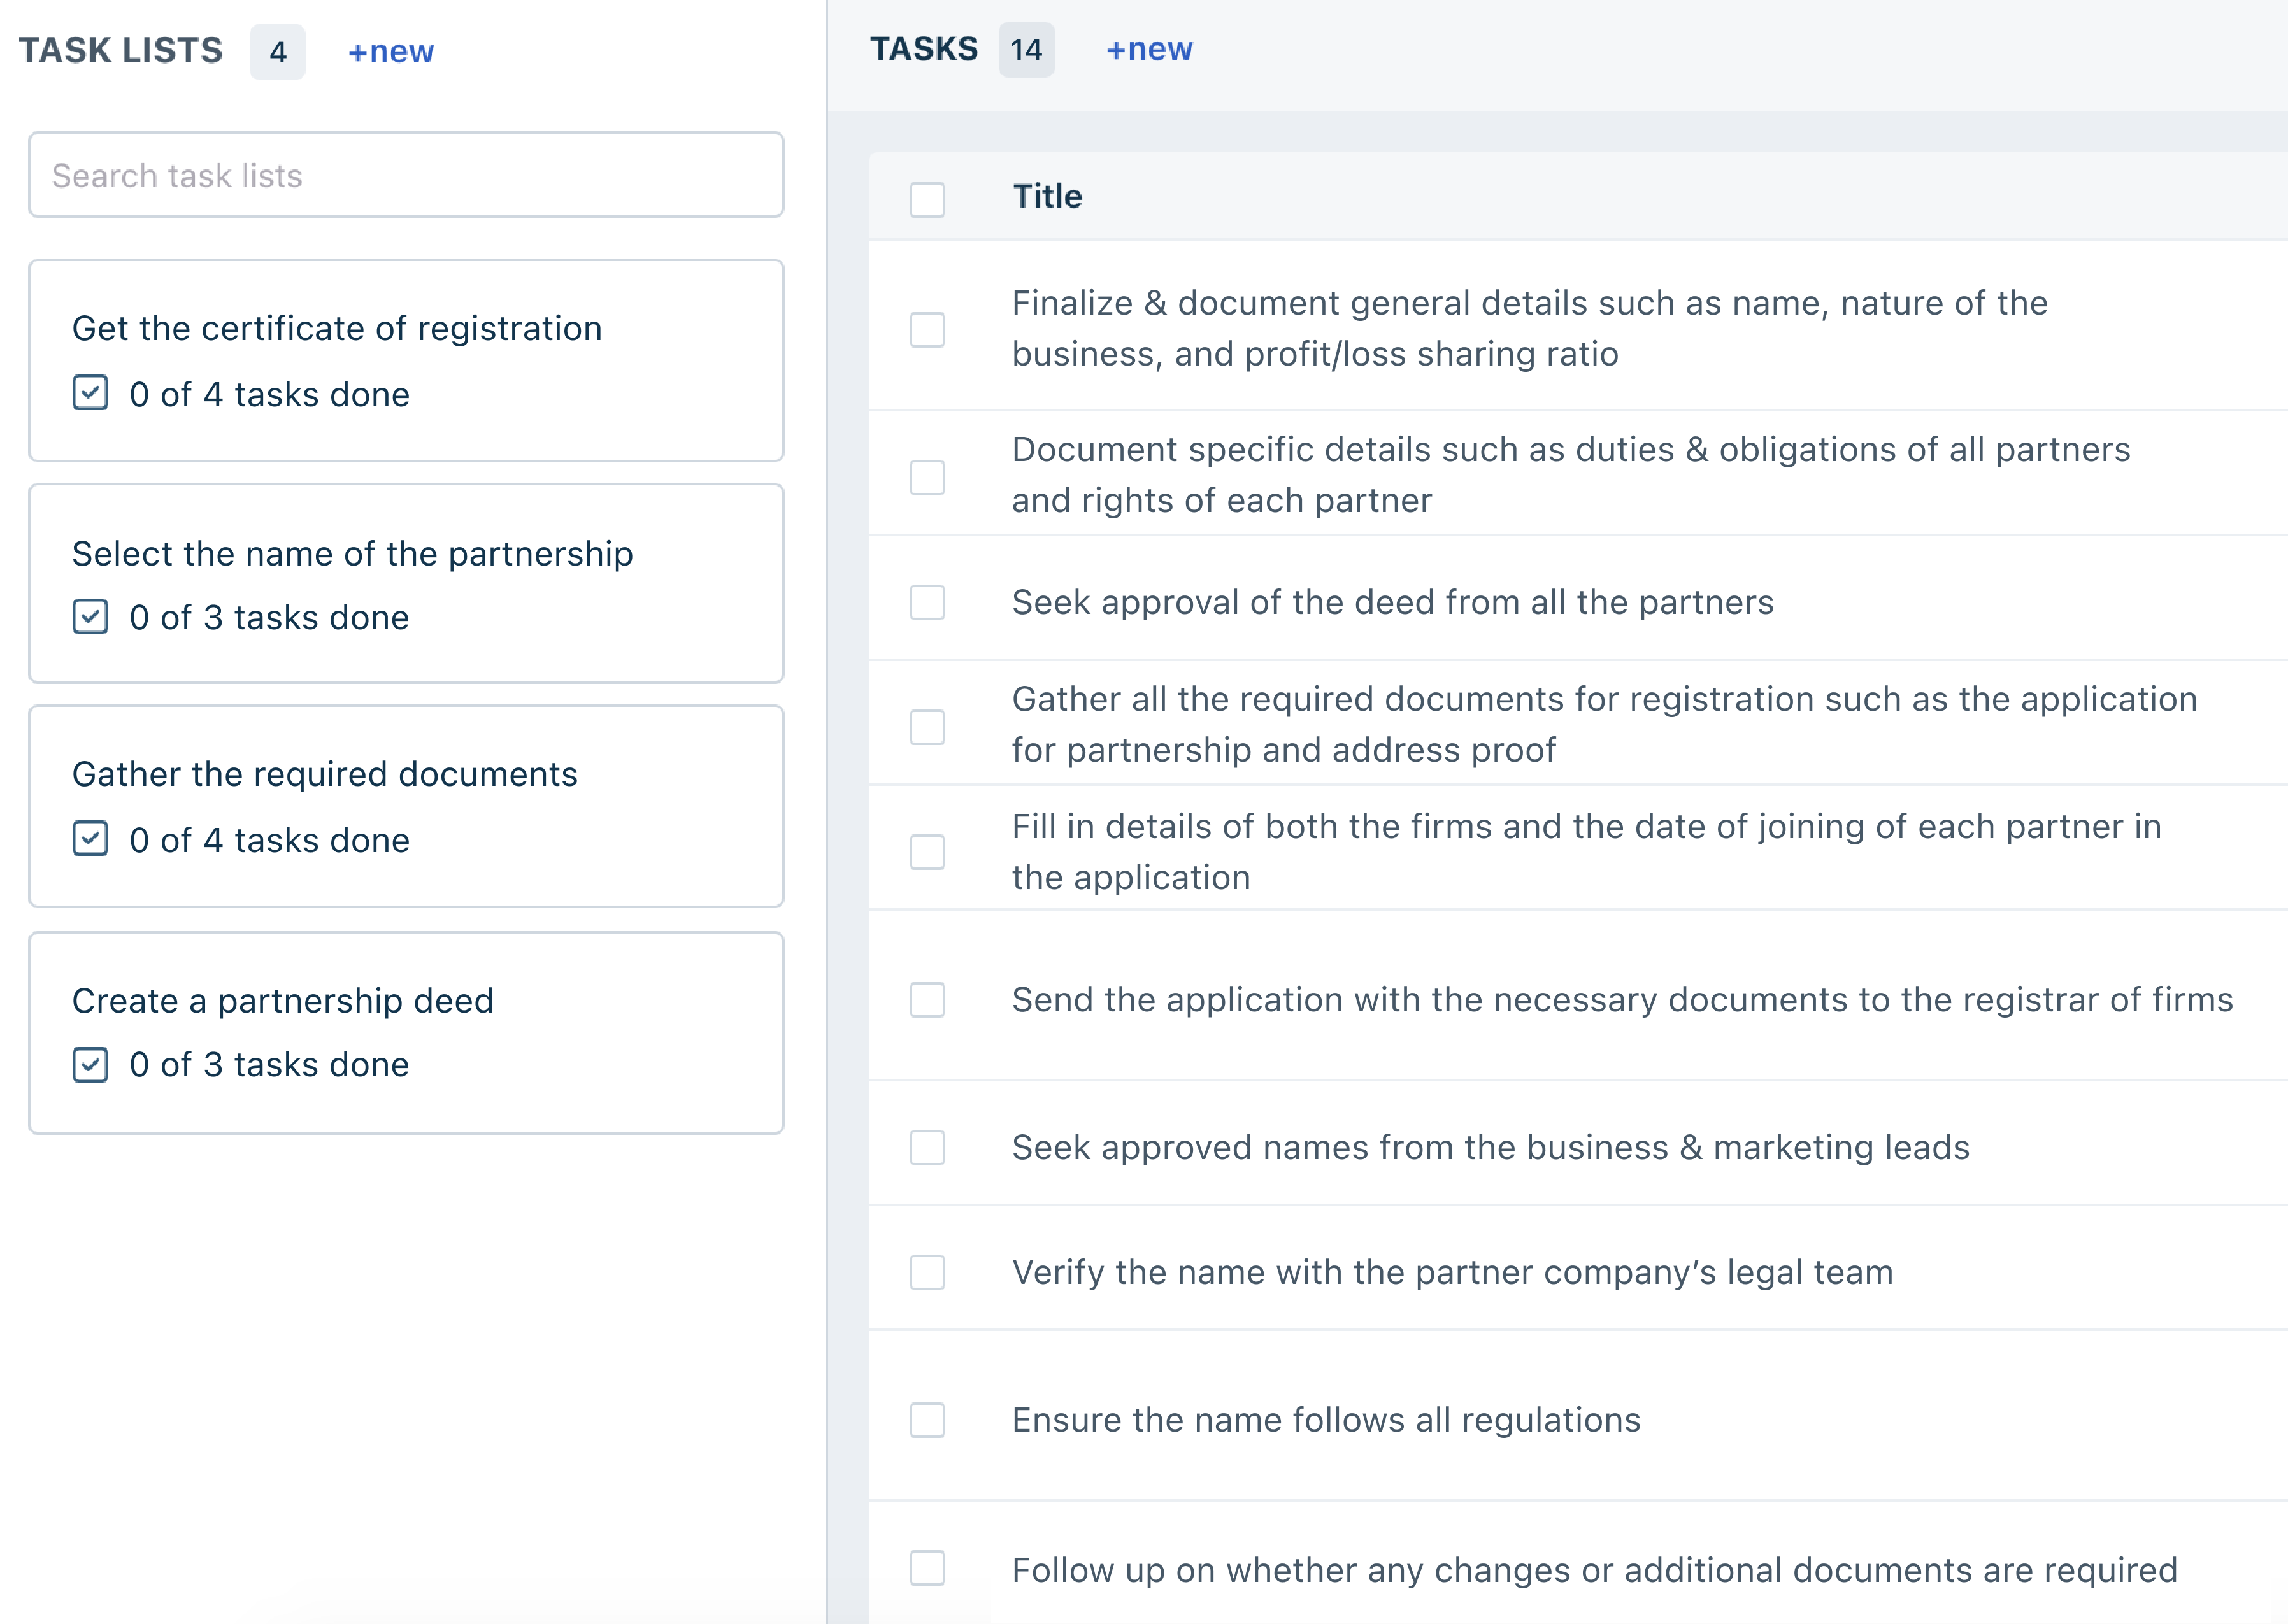 TASK LISTS 4 +new
Search task lists
Get the certificate of registration
0 of 4 tasks done
Select the name of the partnership
0 of 3 tasks done
Gather the required documents
0 of 4 tasks done
Create a partnership deed
0 of 3 tasks done
TASKS 14 +new
Title
Finalize & document general details such as name, nature of the
business, and profit/loss sharing ratio
Document specific details such as duties & obligations of all partners
and rights of each partner
Seek approval of the deed from all the partners
Gather all the required documents for registration such as the application
for partnership and address proof
Fill in details of both the firms and the date of joining of each partner in
the application
Send the application with the necessary documents to the registrar of firms
Seek approved names from the business & marketing leads
Verify the name with the partner company’s legal team
Ensure the name follows all regulations
Follow up on whether any changes or additional documents are required